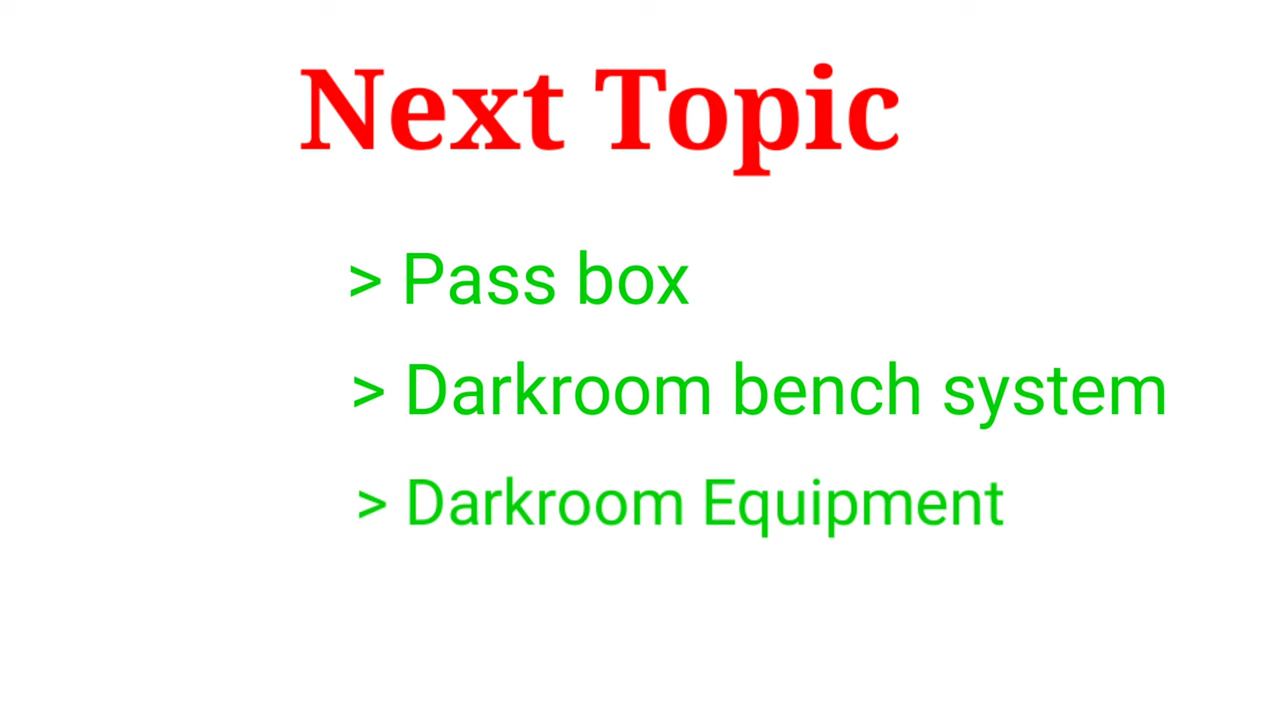 Next Topic
> Pass box
> Darkroom bench system
> Darkroom Equipment